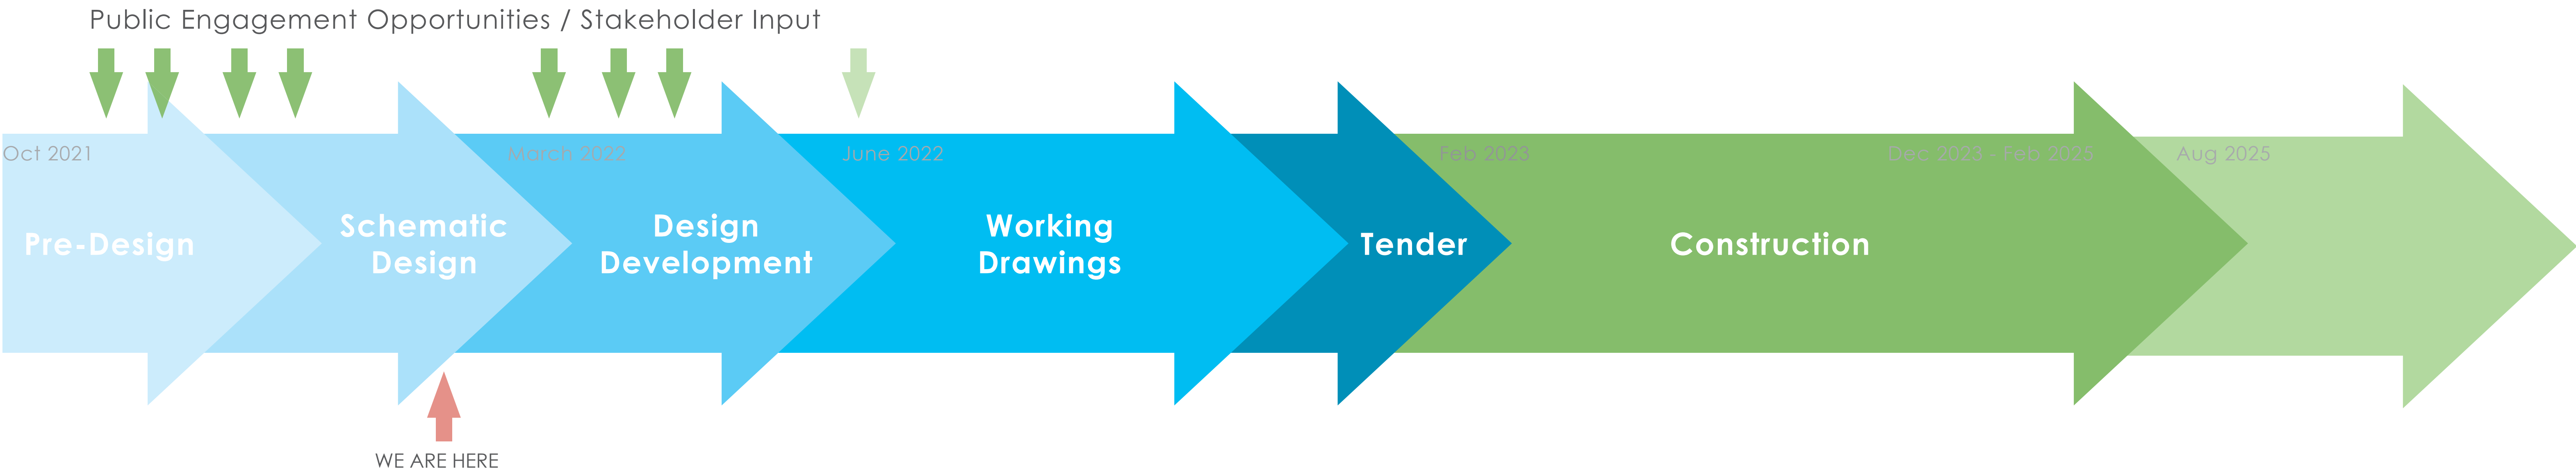 Public Engagement Opportunities / Stakeholder Input
Oct 2021
March 2022
June 2022
Feb 2023
Dec 2023 - Feb 2025
Aug 2025
Pre-Design
Schematic
Design
Design
Development
Working
Drawings
Tender
Construction
WE ARE HERE